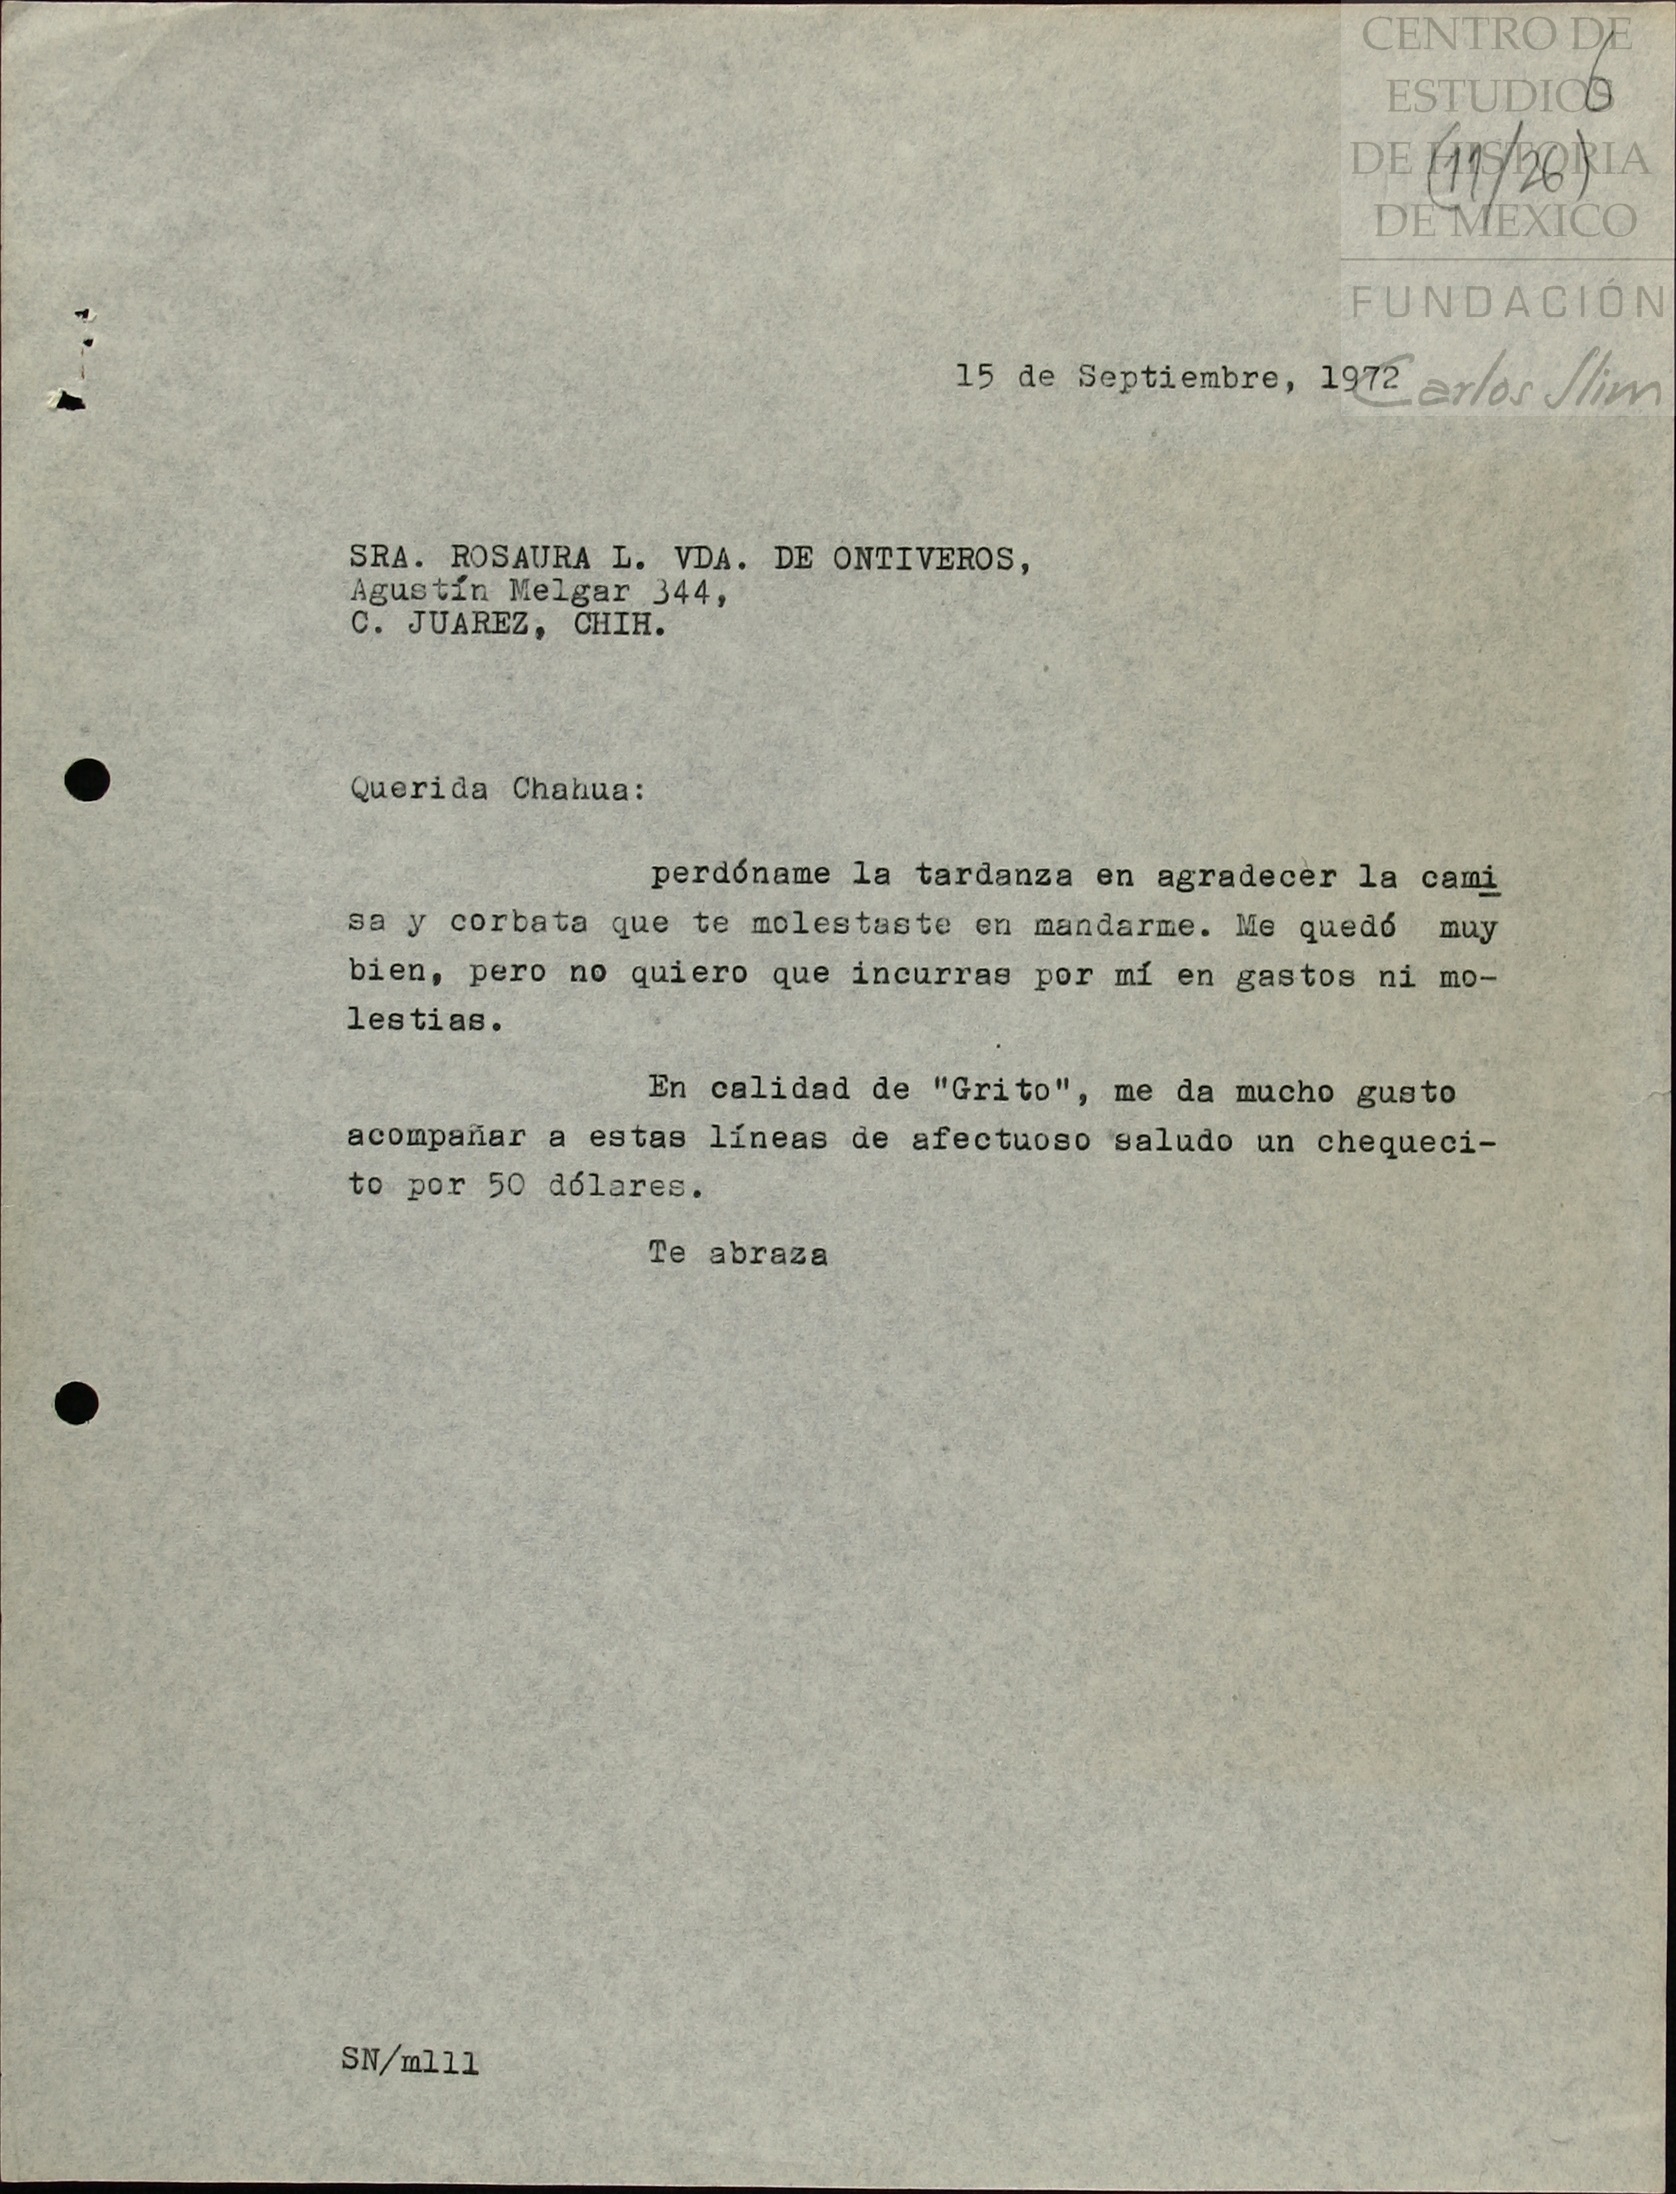 CENTRO DE
ESTUDIOS
DE HISTORIA
DE MEXICO
FUNDACIÓN
Carlos Slim
6
(11/26)
15 de Septiembre, 1972
SRA. ROSAURA L. VDA. DE ONTIVEROS,
Agustín Melgar 344,
C. JUAREZ, CHIH.
Querida Chahua:
perdóname la tardanza en agradecer la cami
sa y corbata que te molestaste en mandarme. Me quedó muy
bien, pero no quiero que incurras por mí en gastos ni mo-
lestias.
En calidad de "Grito", me da mucho gusto
acompañar a estas líneas de afectuoso saludo un chequeci-
to por 50 dólares.
Te abraza
SN/mlll